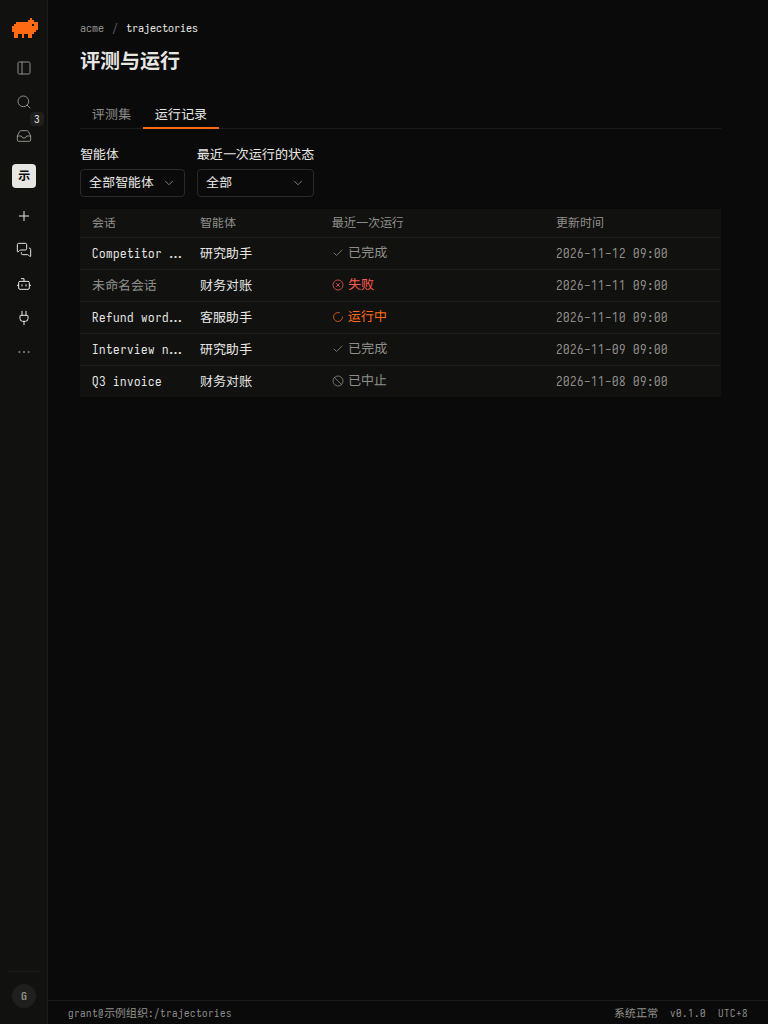 acme / trajectories
评测与运行
3
示
评测集 运行记录
智能体 最近一次运行的状态
全部智能体 全部
会话 智能体 最近一次运行 更新时间
Competitor ... 研究助手 已完成 2026-11-12 09:00
未命名会话 财务对账 失败 2026-11-11 09:00
Refund word... 客服助手 运行中 2026-11-10 09:00
Interview n... 研究助手 已完成 2026-11-09 09:00
Q3 invoice 财务对账 已中止 2026-11-08 09:00
G
grant@示例组织:/trajectories 系统正常 v0.1.0 UTC+8